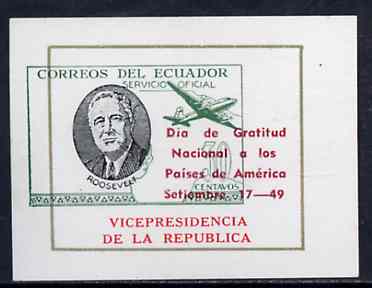 CORREOS DEL ECUADOR
SERVICIO OFICIAL
Dia de Gratitud
Nacional a los
Países de América
Setiembre 17—49
ROOSEVELT
CENTAVOS
VICEPRESIDENCIA
DE LA REPUBLICA